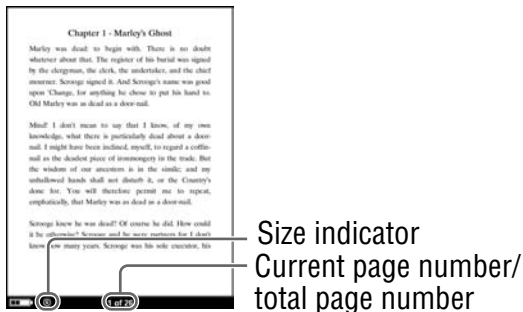 Chapter 1 - Marley's Ghost
Marley was dead: to begin with. There is no doubt
whatever about that. The register of his burial was signed
by the clergyman, the clerk, the undertaker, and the chief
mourner. Scrooge signed it. And Scrooge's name was good
upon 'Change, for anything he chose to put his hand to.
Old Marley was as dead as a door-nail.
Mind! I don't mean to say that I know, of my own
knowledge, what there is particularly dead about a door-
nail. I might have been inclined, myself, to regard a coffin-
nail as the deadest piece of ironmongery in the trade. But
the wisdom of our ancestors is in the simile; and my
unhallowed hands shall not disturb it, or the Country's
done for. You will therefore permit me to repeat,
emphatically, that Marley was as dead as a door-nail.
Scrooge knew he was dead? Of course he did. How could
it be otherwise? Scrooge and he were partners for I don't
know how many years. Scrooge was his sole executor, his
Size indicator
1 of
Current page number/
total page number